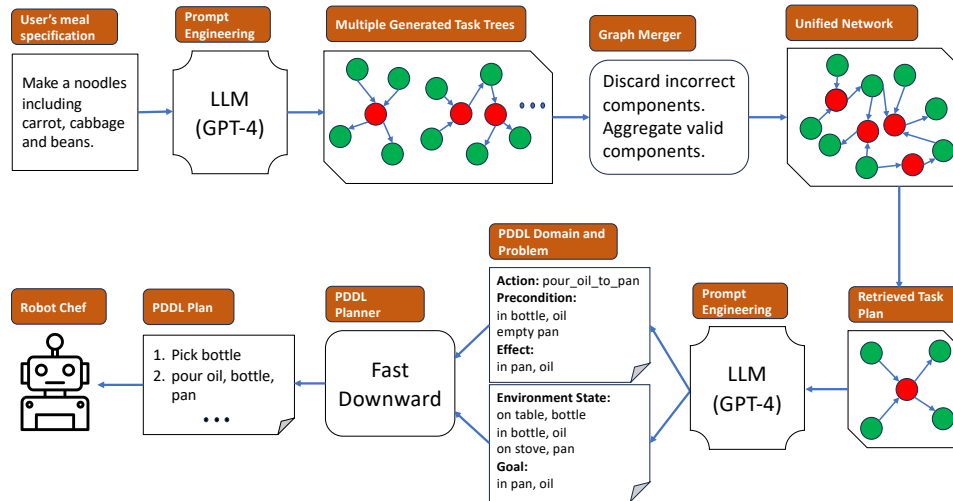 User's meal
specification
Make a noodles
including
carrot, cabbage
and beans.
Prompt
Engineering
LLM
(GPT-4)
Multiple Generated Task Trees
Graph Merger
Discard incorrect
components.
Aggregate valid
components.
Unified Network
Retrieved Task
Plan
Prompt
Engineering
LLM
(GPT-4)
PDDL Domain and
Problem
Action: pour_oil_to_pan
Precondition:
in bottle, oil
empty pan
Effect:
in pan, oil
Environment State:
on table, bottle
in bottle, oil
on stove, pan
Goal:
in pan, oil
PDDL
Planner
Fast
Downward
PDDL Plan
1. Pick bottle
2. pour oil, bottle,
pan
Robot Chef